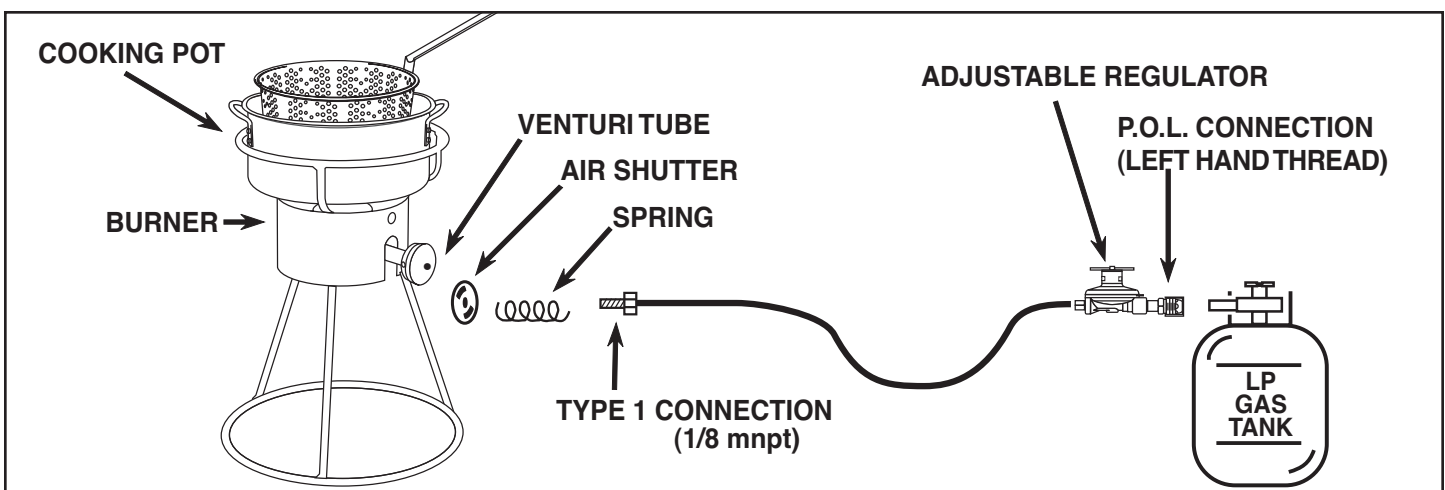 COOKING POT
VENTURI TUBE
AIR SHUTTER
SPRING
BURNER
TYPE 1 CONNECTION
(1/8 mnpt)
ADJUSTABLE REGULATOR
P.O.L. CONNECTION
(LEFT HAND THREAD)
LP
GAS
TANK